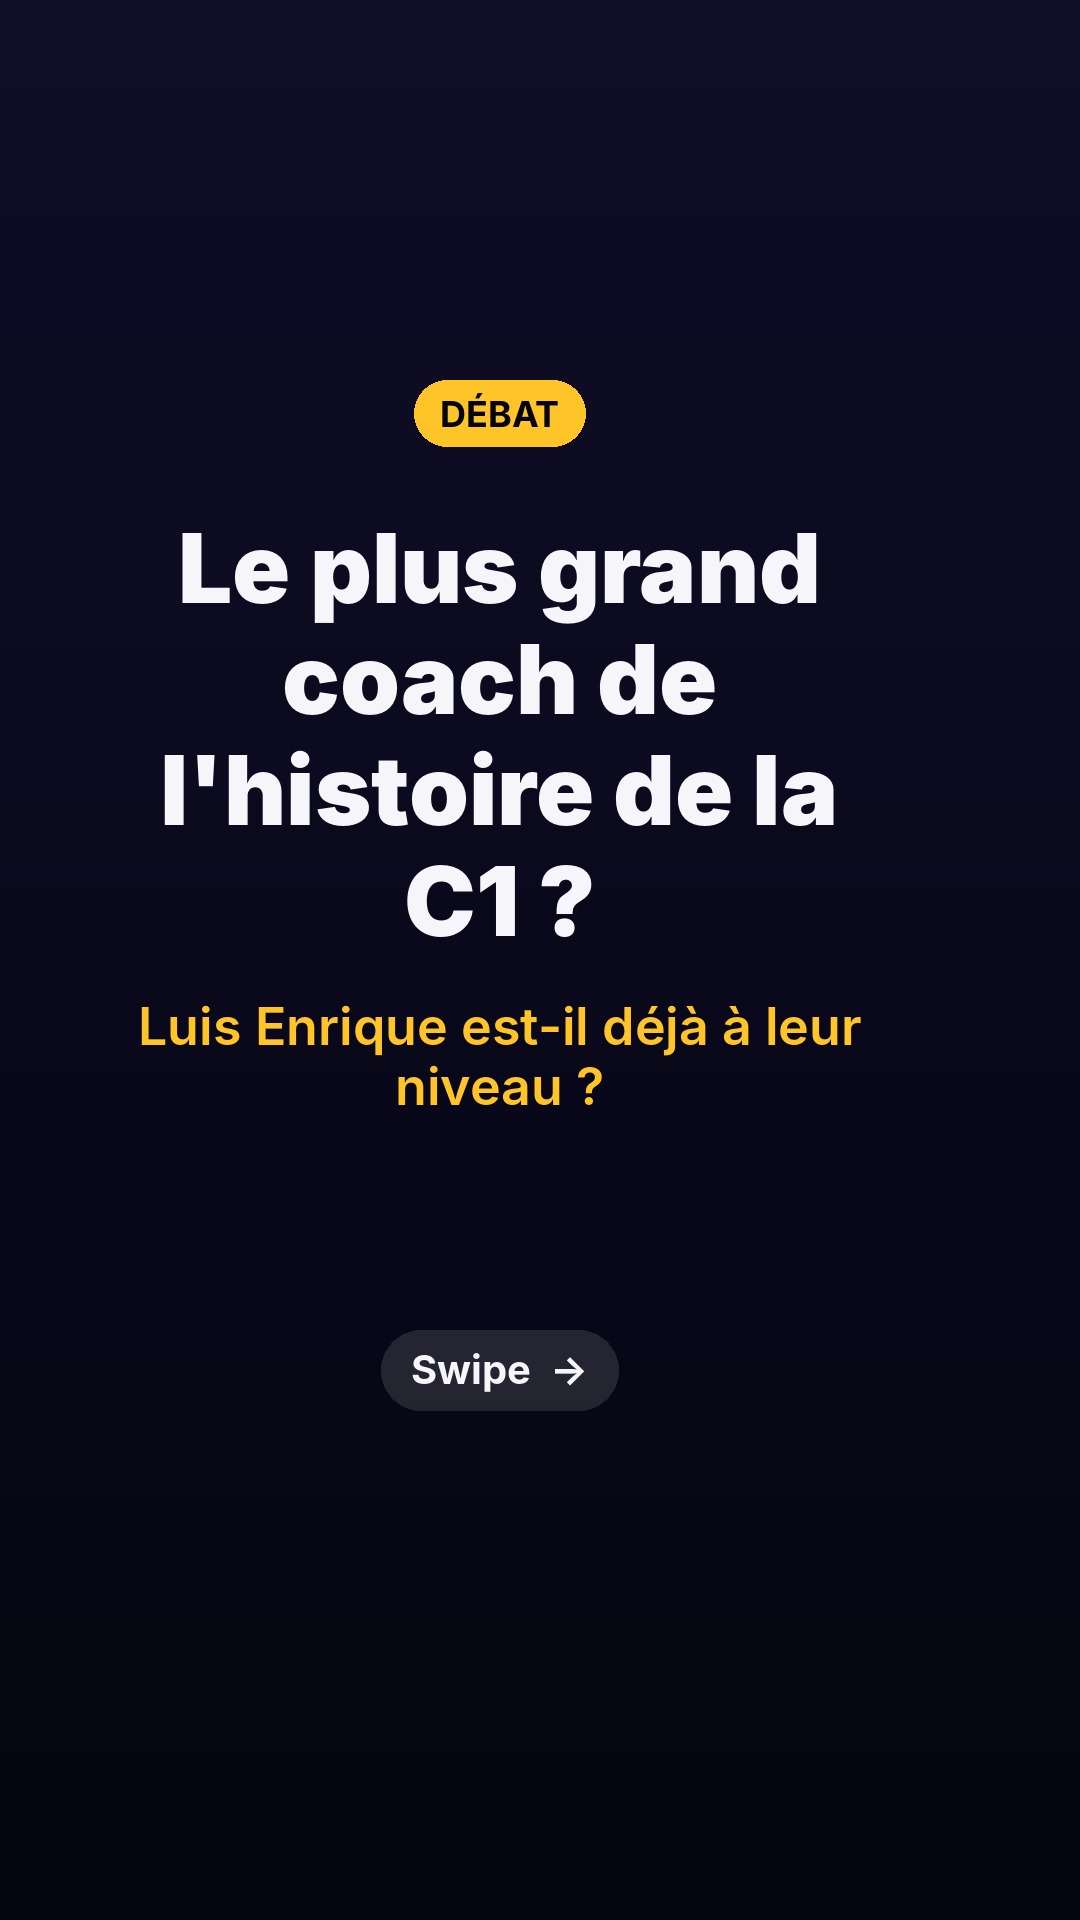 DÉBAT
Le plus grand
coach de
l'histoire de la
C1 ?
Luis Enrique est-il déjà à leur
niveau ?
Swipe →